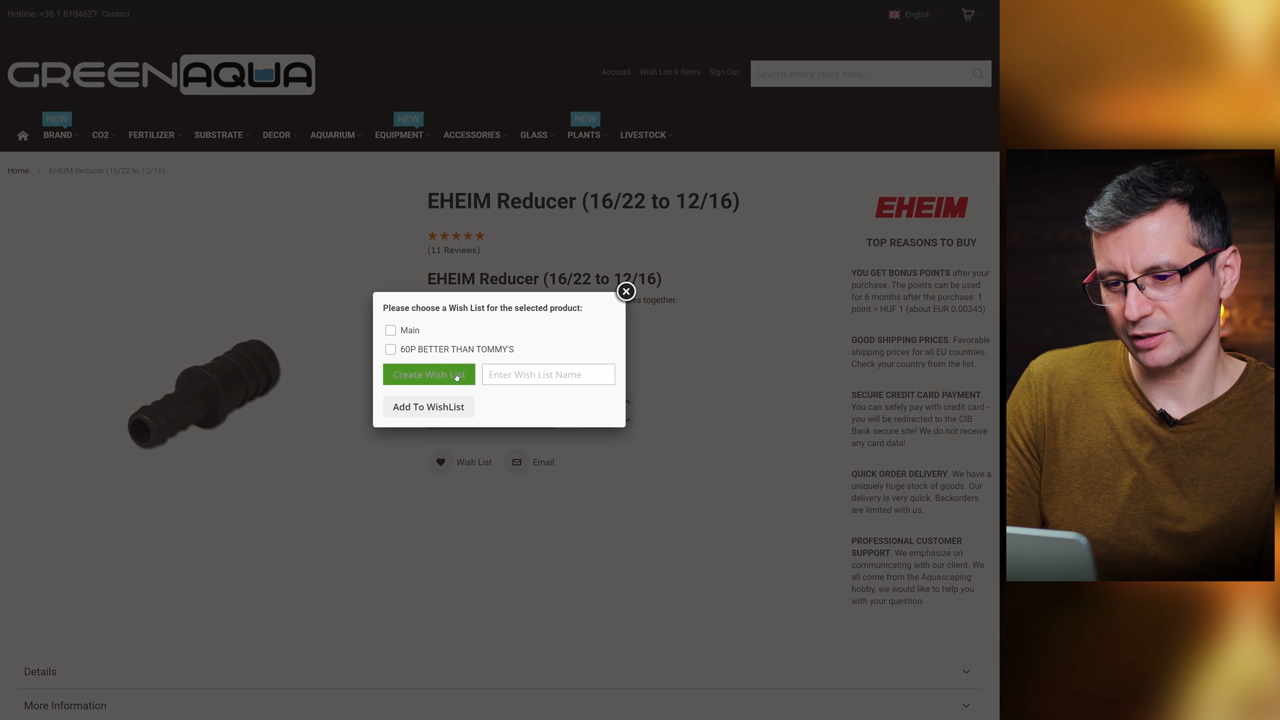 Hotline: +36 1 6104627 Contact
English
GREENAQUA
Account Wish List 9 Items Sign Out
Search entire store here...
NEW NEW NEW
BRAND CO2 FERTILIZER SUBSTRATE DECOR AQUARIUM EQUIPMENT ACCESSORIES GLASS PLANTS LIVESTOCK
Home EHEIM Reducer (16/22 to 12/16)
EHEIM Reducer (16/22 to 12/16)
(11 Reviews)
EHEIM Reducer (16/22 to 12/16)
es together.
Please choose a Wish List for the selected product:
Main
60P BETTER THAN TOMMY'S
Create Wish List
Enter Wish List Name
Add To WishList
Wish List Email
EHEIM
TOP REASONS TO BUY
YOU GET BONUS POINTS after your
purchase. The points can be used
for 6 months after the purchase. 1
point = HUF 1 (about EUR 0.00345)
GOOD SHIPPING PRICES. Favorable
shipping prices for all EU countries.
Check your country from the list.
SECURE CREDIT CARD PAYMENT.
You can safely pay with credit card -
you will be redirected to the CIB
Bank secure site! We do not receive
any card data!
QUICK ORDER DELIVERY. We have a
uniquely huge stock of goods. Our
delivery is very quick. Backorders
are limited with us.
PROFESSIONAL CUSTOMER
SUPPORT. We emphasize on
communicating with our client. We
all come from the Aquascaping
hobby, we would like to help you
with your question.
Details
More Information